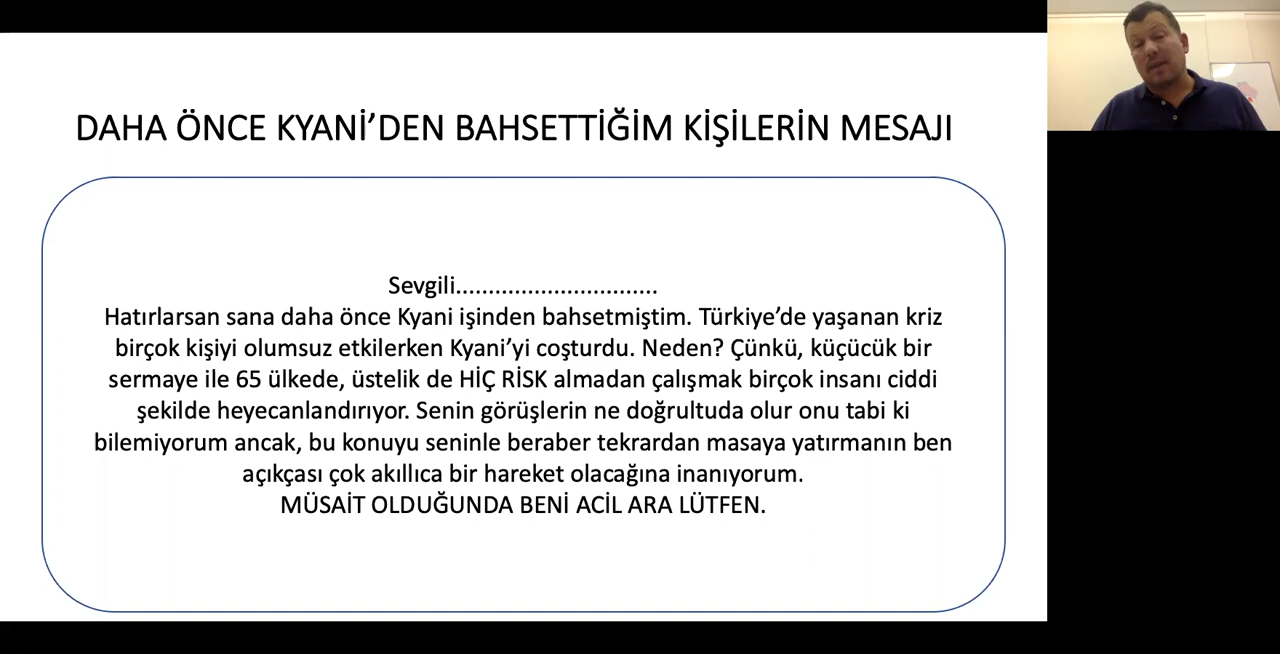 DAHA ÖNCE KYANİ’DEN BAHSETTİĞİM KİŞİLERİN MESAJI
Sevgili...............................
Hatırlarsan sana daha önce Kyani işinden bahsetmiştim. Türkiye’de yaşanan kriz
birçok kişiyi olumsuz etkilerken Kyani’yi coşturdu. Neden? Çünkü, küçücük bir
sermaye ile 65 ülkede, üstelik de HİÇ RİSK almadan çalışmak birçok insanı ciddi
şekilde heyecanlandırıyor. Senin görüşlerin ne doğrultuda olur onu tabi ki
bilemiyorum ancak, bu konuyu seninle beraber tekrardan masaya yatırmanın ben
açıkçası çok akıllıca bir hareket olacağına inanıyorum.
MÜSAİT OLDUĞUNDA BENİ ACİL ARA LÜTFEN.